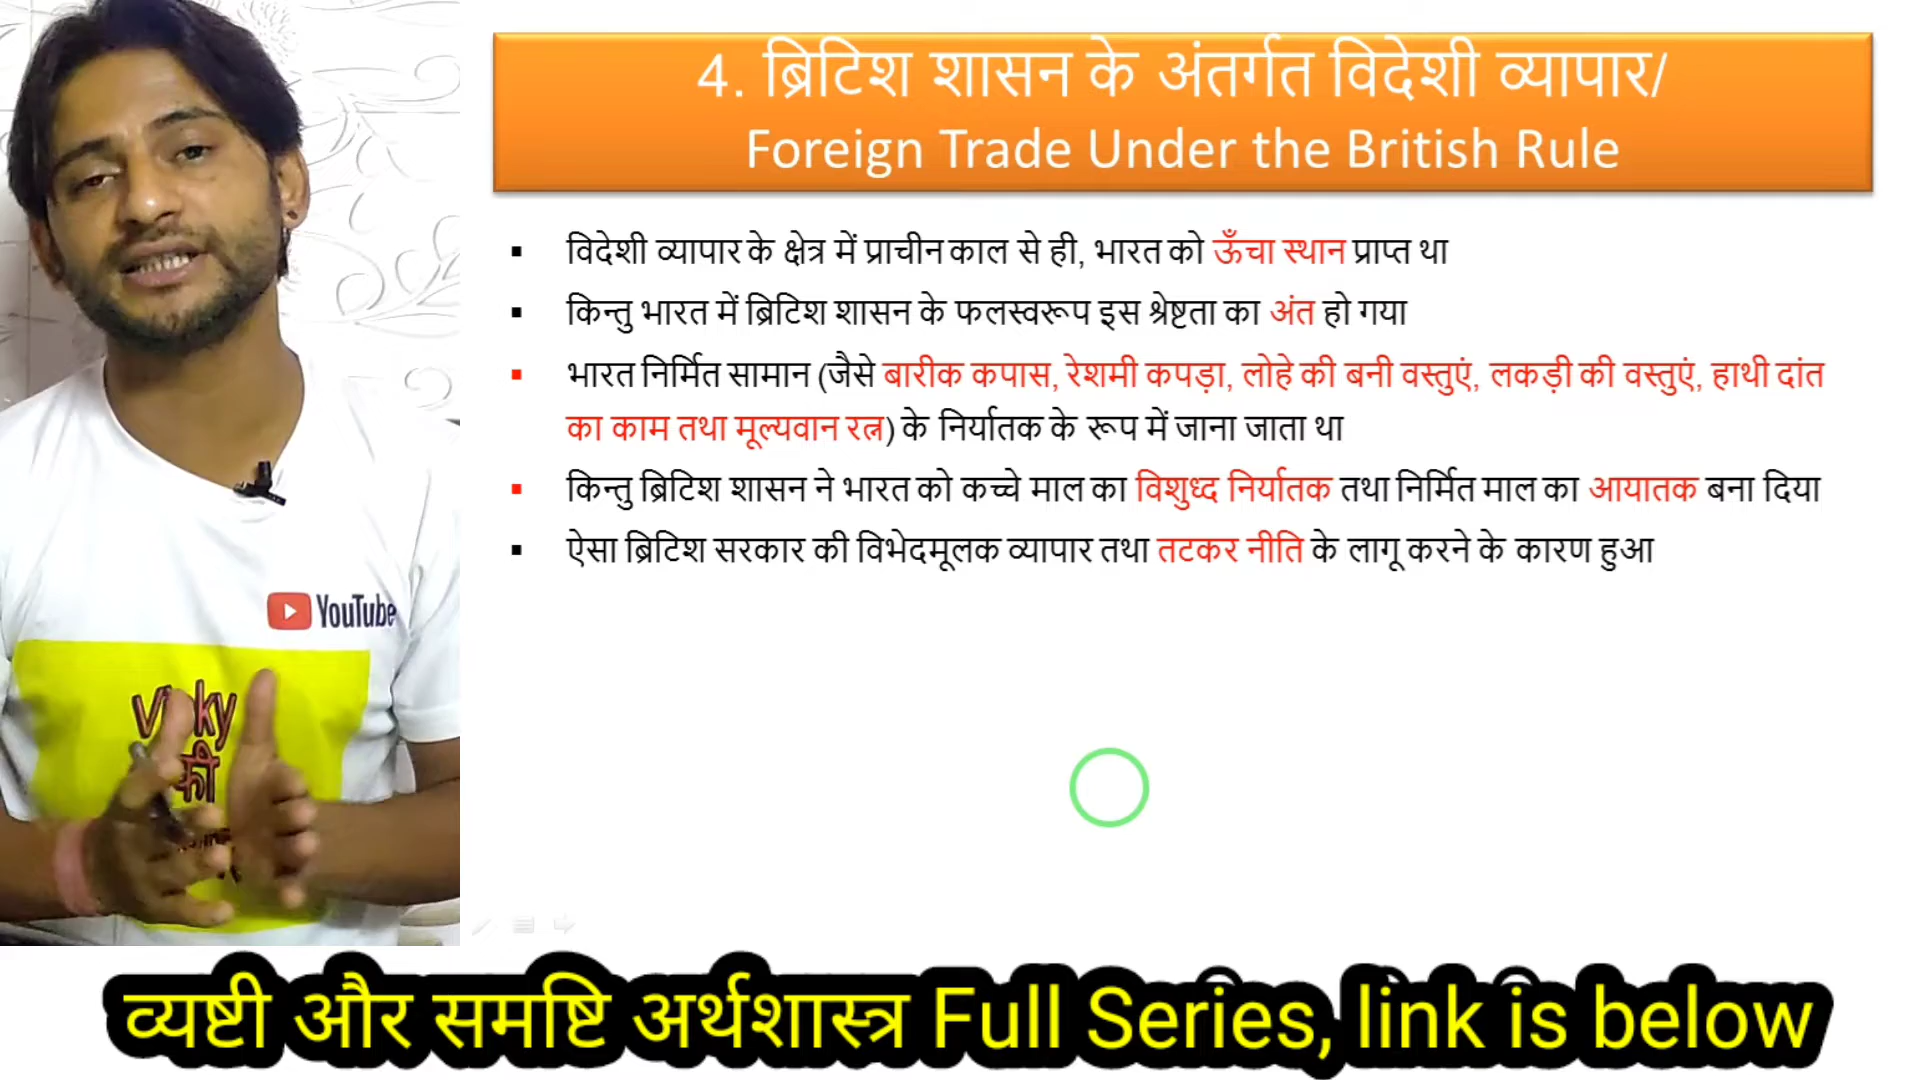 4. ब्रिटिश शासन के अंतर्गत विदेशी व्यापार/
Foreign Trade Under the British Rule
▪ विदेशी व्यापार के क्षेत्र में प्राचीन काल से ही, भारत को ऊँचा स्थान प्राप्त था
▪ किन्तु भारत में ब्रिटिश शासन के फलस्वरूप इस श्रेष्टता का अंत हो गया
▪ भारत निर्मित सामान (जैसे बारीक कपास, रेशमी कपड़ा, लोहे की बनी वस्तुएं, लकड़ी की वस्तुएं, हाथी दांत
का काम तथा मूल्यवान रत्न) के निर्यातक के रूप में जाना जाता था
▪ किन्तु ब्रिटिश शासन ने भारत को कच्चे माल का विशुध्द निर्यातक तथा निर्मित माल का आयातक बना दिया
▪ ऐसा ब्रिटिश सरकार की विभेदमूलक व्यापार तथा तटकर नीति के लागू करने के कारण हुआ
YouTube
की
व्यष्टी और समष्टि अर्थशास्त्र Full Series, link is below